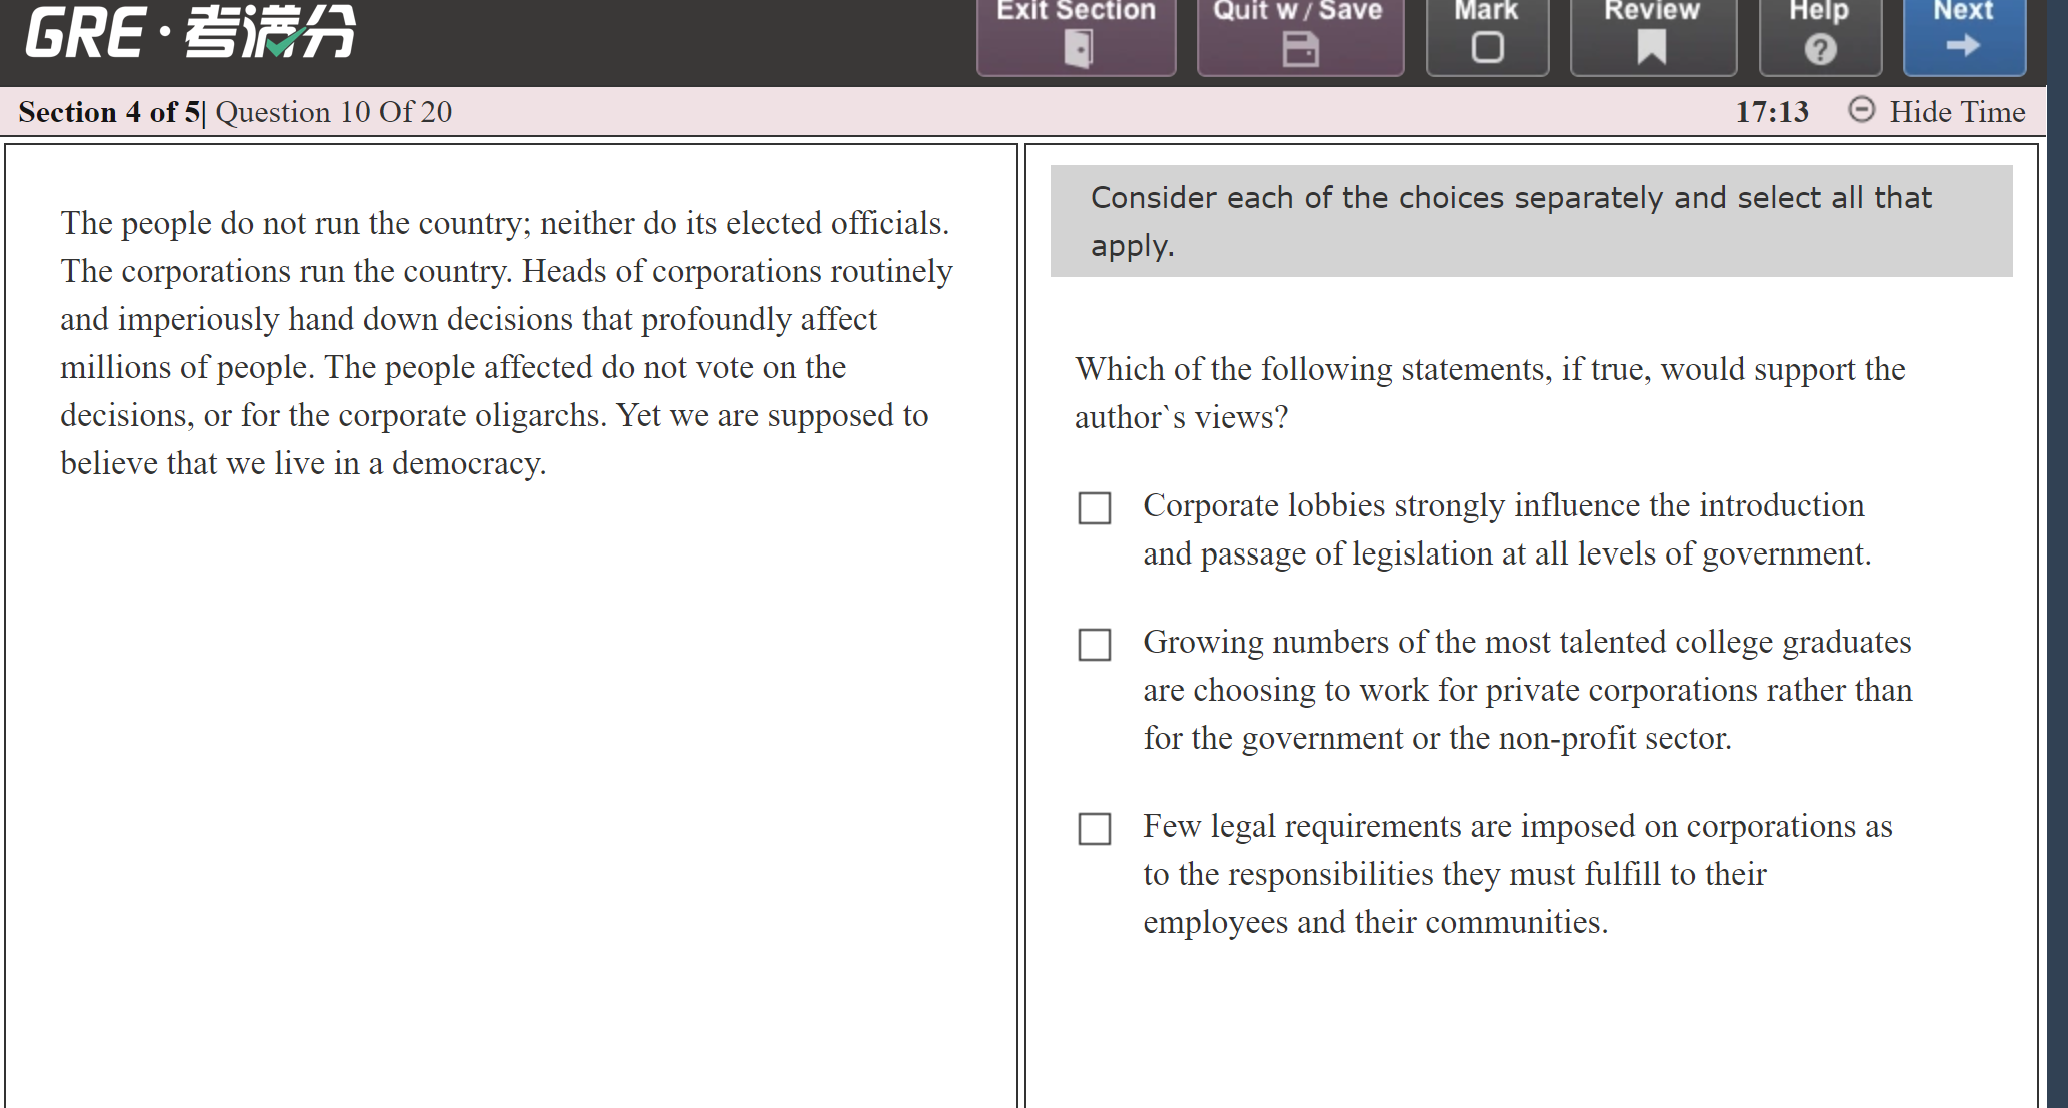 GRE·考满分
Exit Section
Quit w / Save
Mark
Review
Help
Next
Section 4 of 5| Question 10 Of 20
17:13
Hide Time
The people do not run the country; neither do its elected officials.
The corporations run the country. Heads of corporations routinely
and imperiously hand down decisions that profoundly affect
millions of people. The people affected do not vote on the
decisions, or for the corporate oligarchs. Yet we are supposed to
believe that we live in a democracy.
Consider each of the choices separately and select all that
apply.
Which of the following statements, if true, would support the
author`s views?
Corporate lobbies strongly influence the introduction
and passage of legislation at all levels of government.
Growing numbers of the most talented college graduates
are choosing to work for private corporations rather than
for the government or the non-profit sector.
Few legal requirements are imposed on corporations as
to the responsibilities they must fulfill to their
employees and their communities.